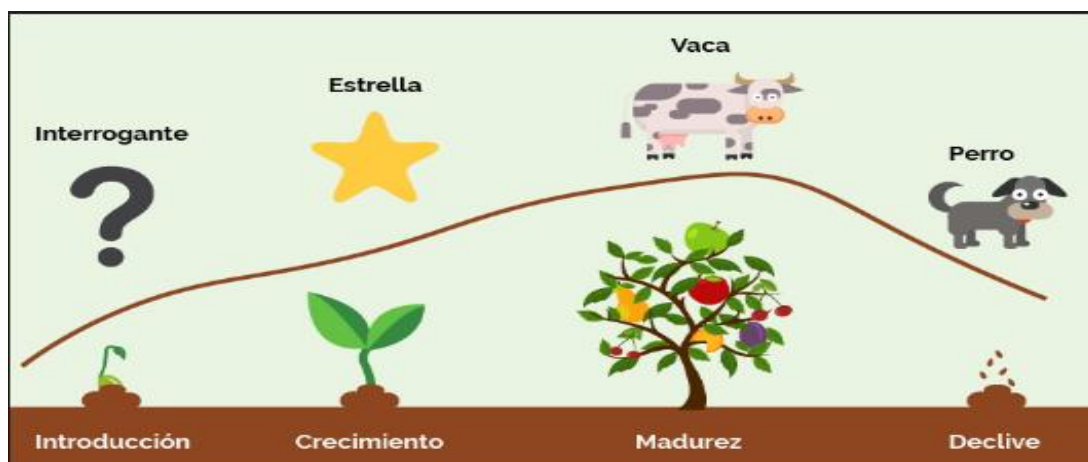 Vaca
Estrella
Interrogante
Perro
?
Introducción
Crecimiento
Madurez
Declive